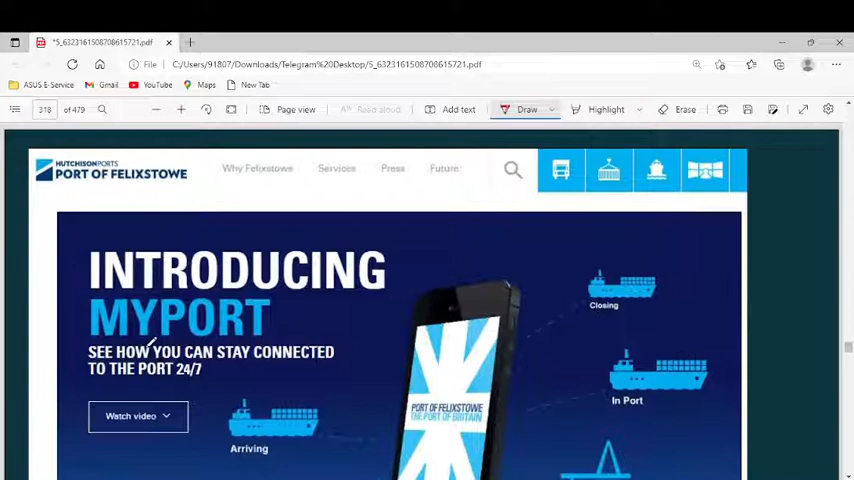 *5_6323161508708615721.pdf
File
C:/Users/91807/Downloads/Telegram%20Desktop/5_6323161508708615721.pdf
ASUS E-Service
Gmail
YouTube
Maps
New Tab
318 of 479
Page view
Read aloud
Add text
Draw
Highlight
Erase
HUTCHISON PORTS
PORT OF FELIXSTOWE
Why Felixstowe
Services
Press
Future
INTRODUCING
MYPORT
SEE HOW YOU CAN STAY CONNECTED
TO THE PORT 24/7
Watch video
Closing
In Port
Arriving
PORT OF FELIXSTOWE
THE PORT OF BRITAIN